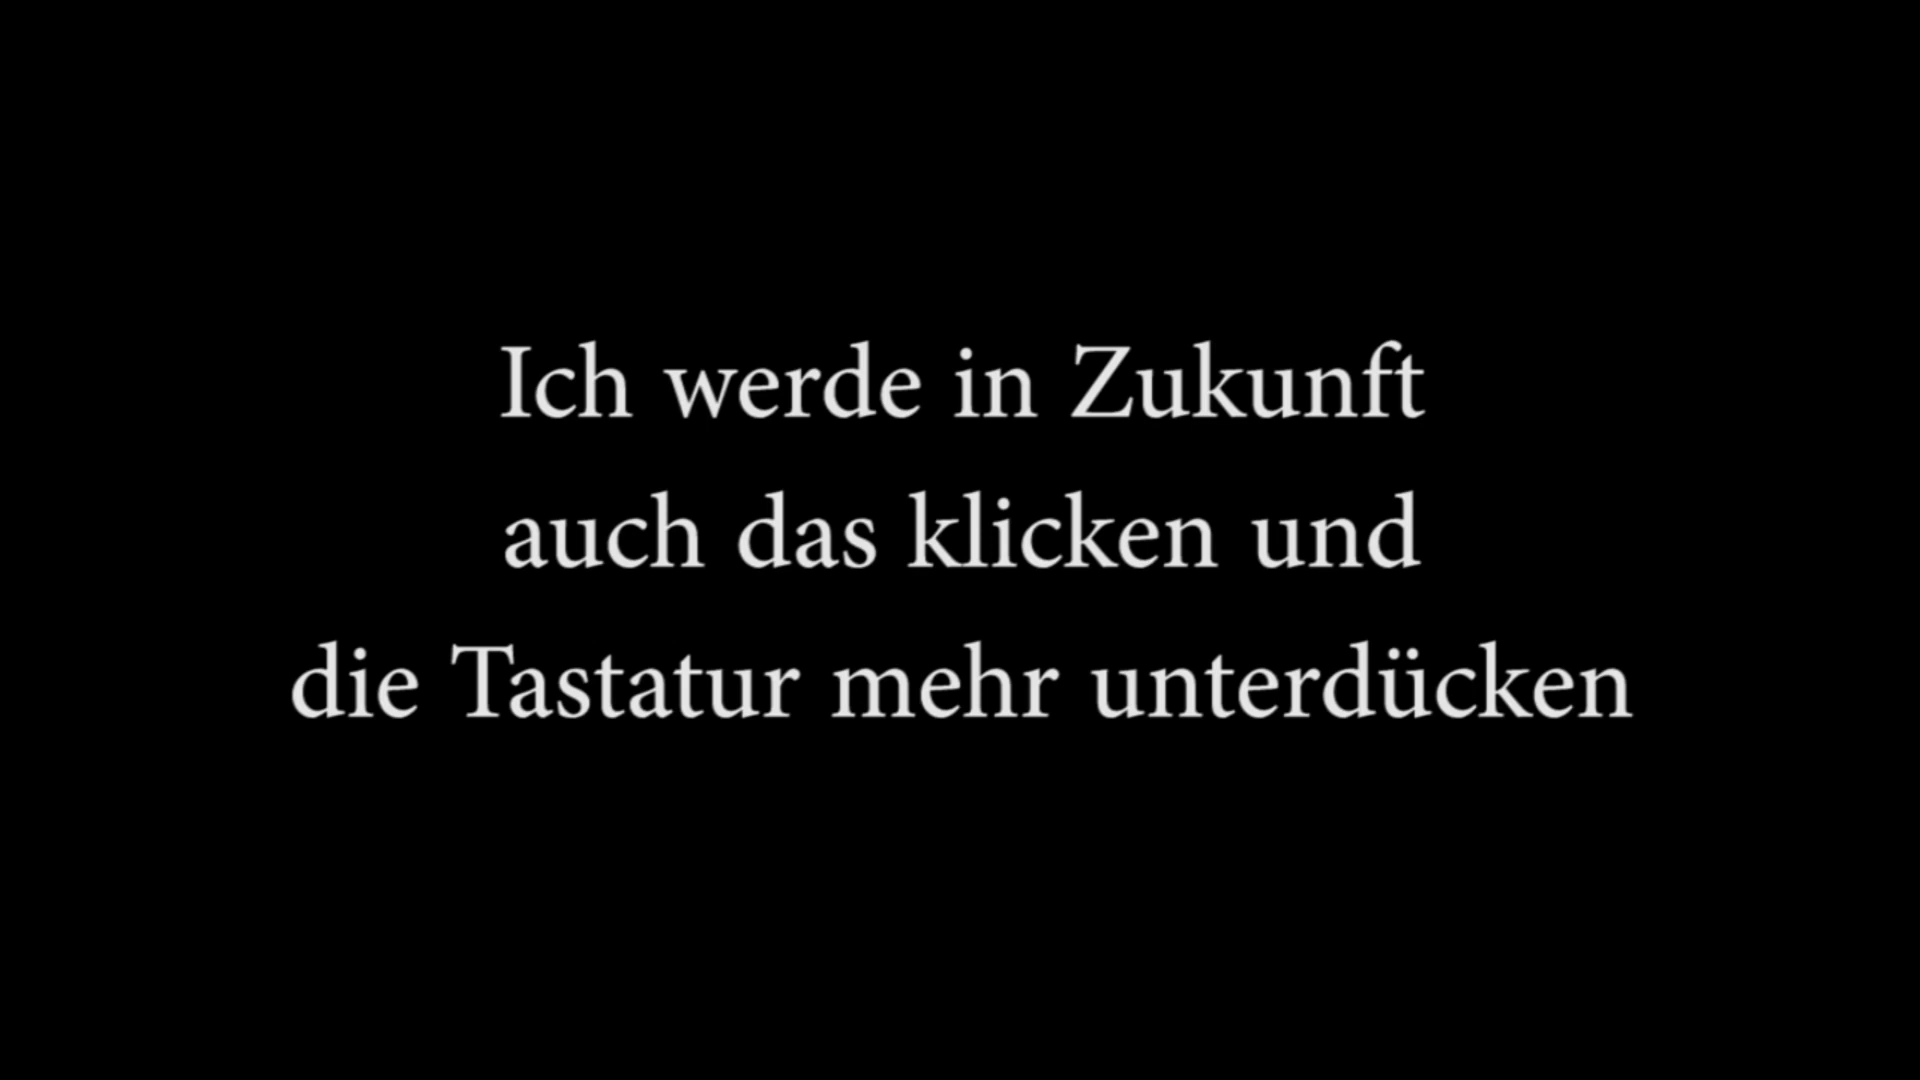 Ich werde in Zukunft
auch das klicken und
die Tastatur mehr unterdücken